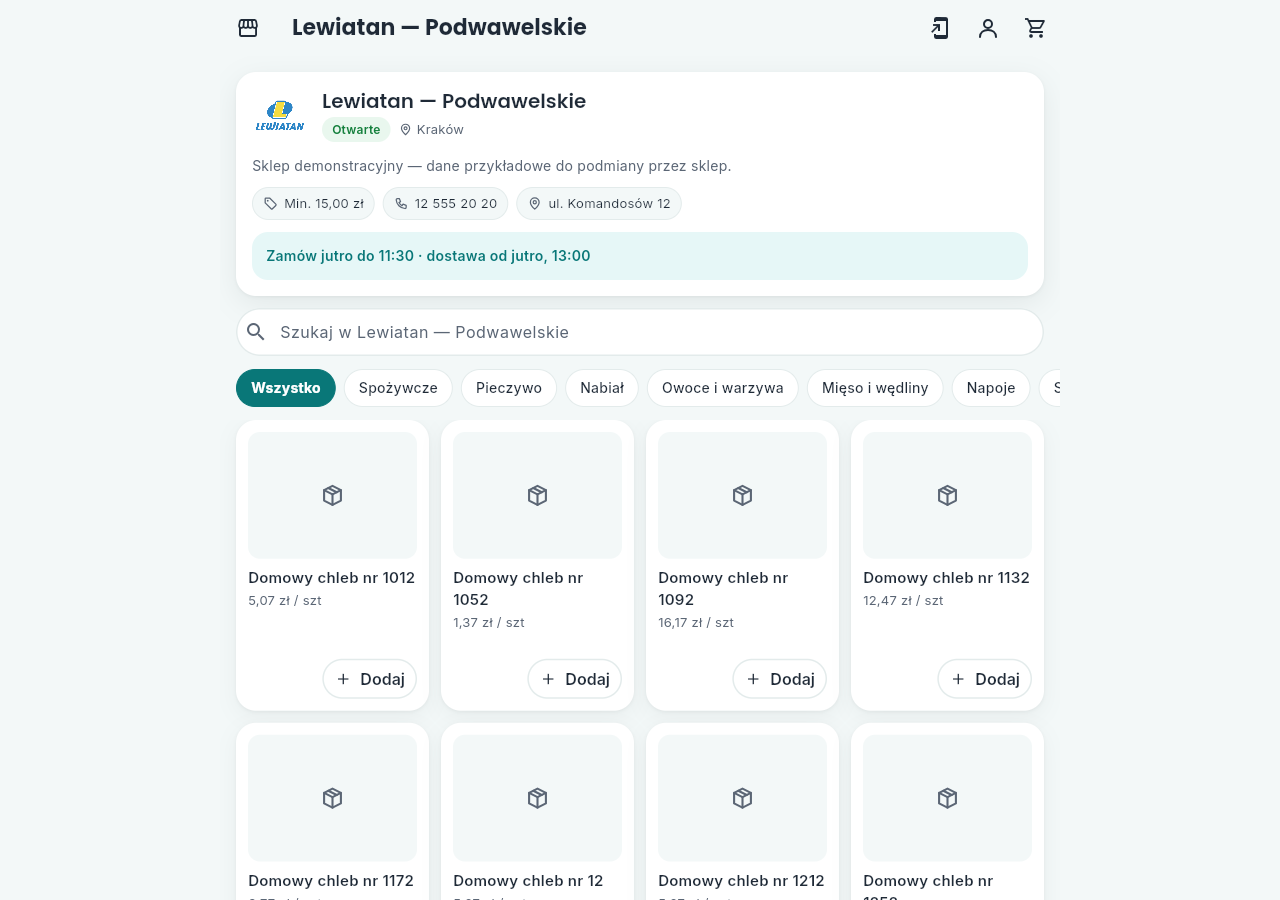 Lewiatan — Podwawelskie
LEWIATAN
Lewiatan — Podwawelskie
Otwarte
Kraków
Sklep demonstracyjny — dane przykładowe do podmiany przez sklep.
Min. 15,00 zł
12 555 20 20
ul. Komandosów 12
Zamów jutro do 11:30 · dostawa od jutro, 13:00
Szukaj w Lewiatan — Podwawelskie
Wszystko
Spożywcze
Pieczywo
Nabiał
Owoce i warzywa
Mięso i wędliny
Napoje
Domowy chleb nr 1012
5,07 zł / szt
Dodaj
Domowy chleb nr
1052
1,37 zł / szt
Dodaj
Domowy chleb nr
1092
16,17 zł / szt
Dodaj
Domowy chleb nr 1132
12,47 zł / szt
Dodaj
Domowy chleb nr 1172
Domowy chleb nr 12
Domowy chleb nr 1212
Domowy chleb nr